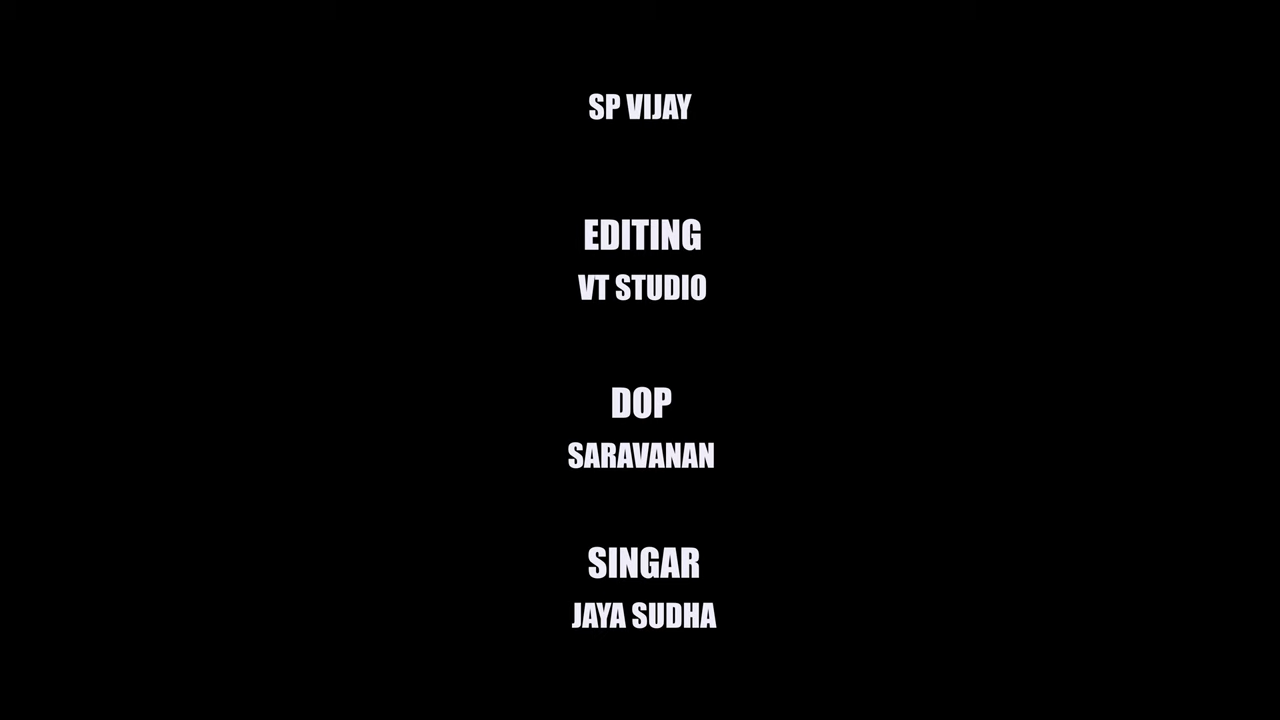 SP VIJAY
EDITING
VT STUDIO
DOP
SARAVANAN
SINGAR
JAYA SUDHA